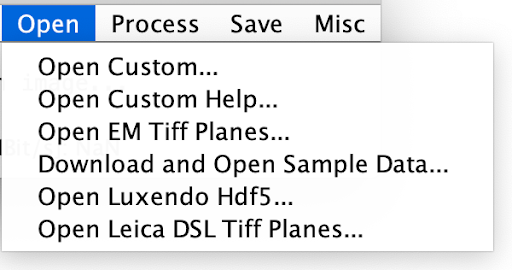 Open Process Save Misc
Open Custom...
Open Custom Help...
Open EM Tiff Planes...
Download and Open Sample Data...
Open Luxendo Hdf5...
Open Leica DSL Tiff Planes...